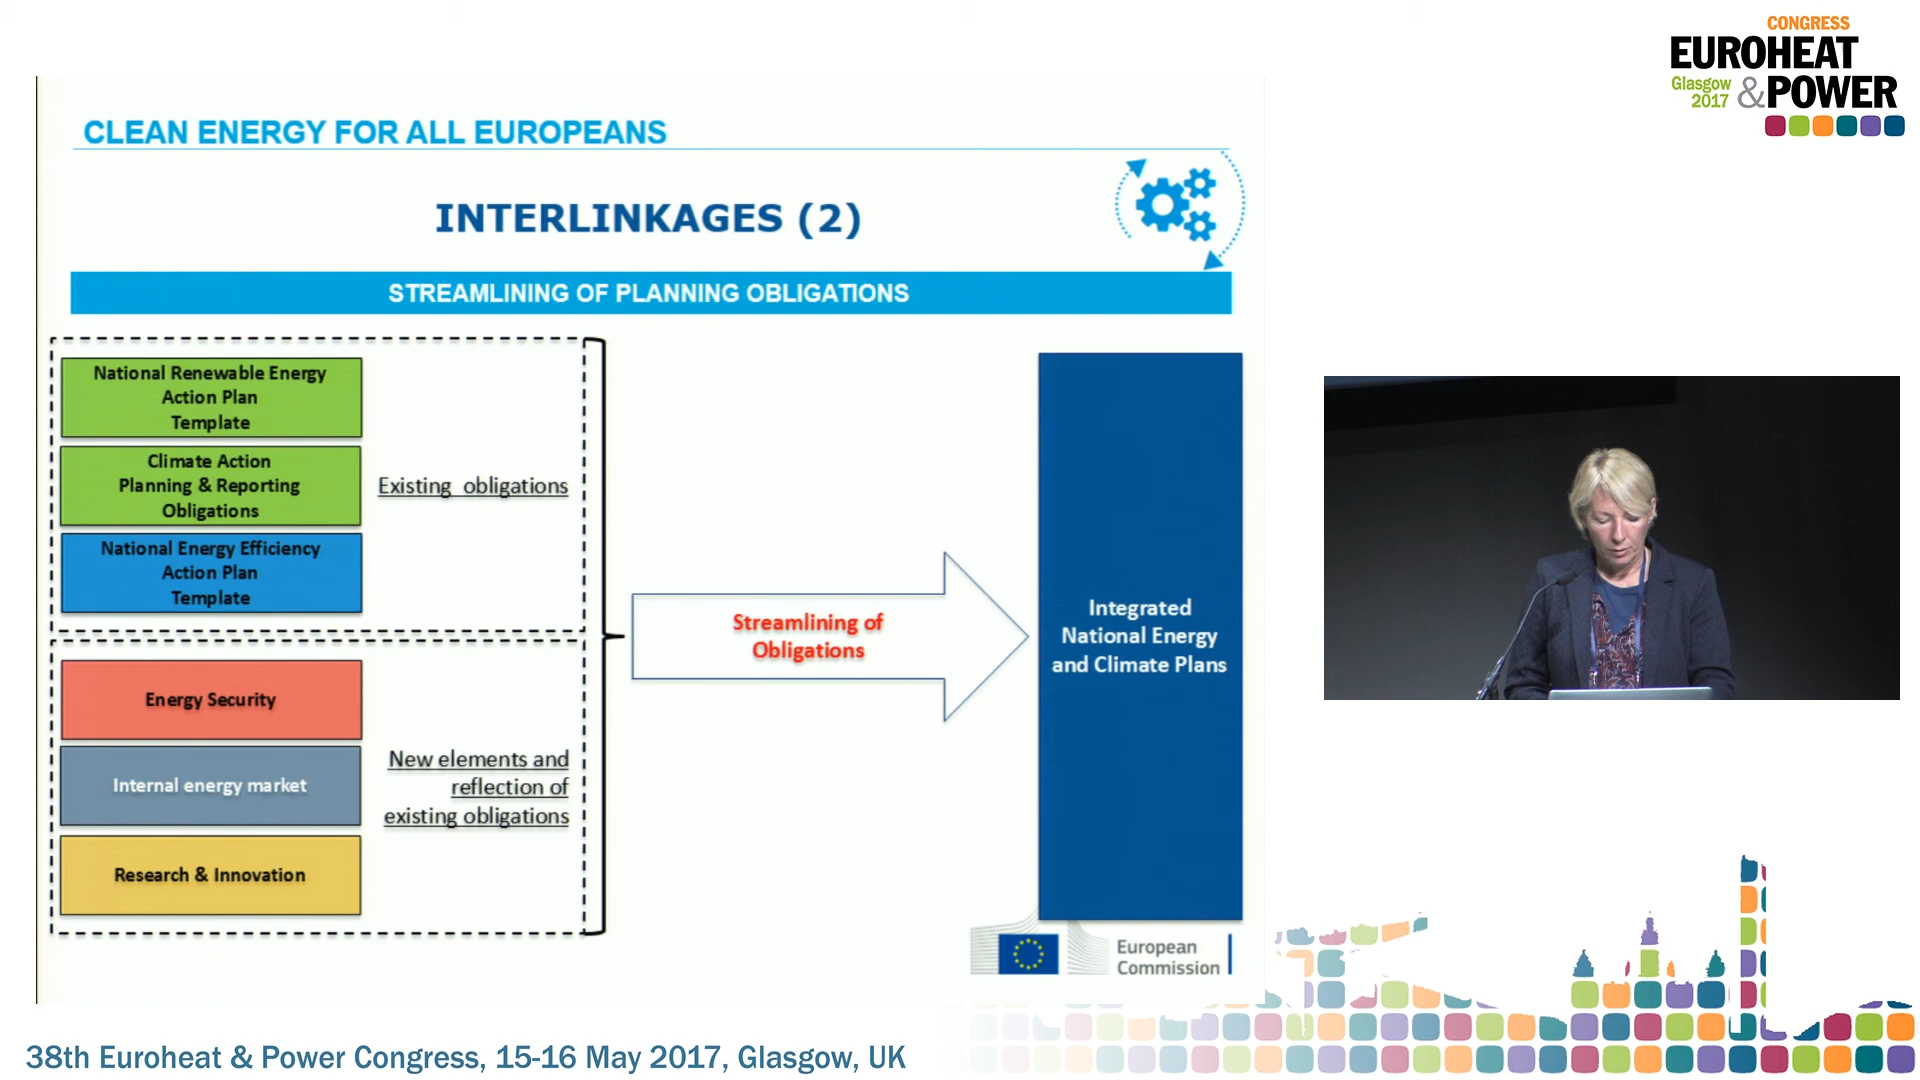 CONGRESS
EUROHEAT
Glasgow
2017
&POWER
CLEAN ENERGY FOR ALL EUROPEANS
INTERLINKAGES (2)
STREAMLINING OF PLANNING OBLIGATIONS
National Renewable Energy
Action Plan
Template
Climate Action
Planning & Reporting
Obligations
Existing obligations
National Energy Efficiency
Action Plan
Template
Energy Security
Internal energy market
New elements and
reflection of
existing obligations
Research & Innovation
Streamlining of
Obligations
Integrated
National Energy
and Climate Plans
European
Commission
38th Euroheat & Power Congress, 15-16 May 2017, Glasgow, UK